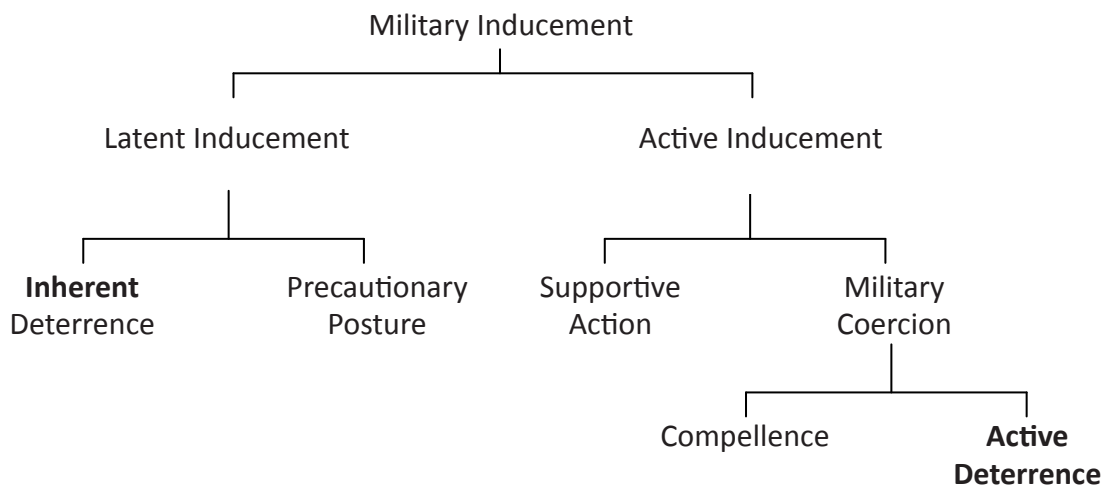 Military Inducement
Latent Inducement
Active Inducement
Inherent
Deterrence
Precautionary
Posture
Supportive
Action
Military
Coercion
Compellence
Active
Deterrence